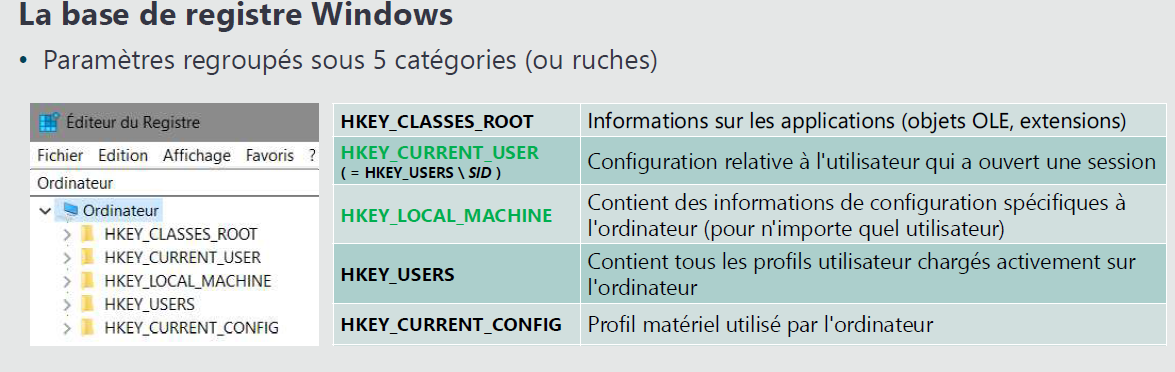 La base de registre Windows
• Paramètres regroupés sous 5 catégories (ou ruches)
Éditeur du Registre
Fichier Edition Affichage Favoris ?
Ordinateur
Ordinateur
HKEY_CLASSES_ROOT
HKEY_CURRENT_USER
HKEY_LOCAL_MACHINE
HKEY_USERS
HKEY_CURRENT_CONFIG
HKEY_CLASSES_ROOT
Informations sur les applications (objets OLE, extensions)
HKEY_CURRENT_USER
( = HKEY_USERS \ SID )
Configuration relative à l'utilisateur qui a ouvert une session
HKEY_LOCAL_MACHINE
Contient des informations de configuration spécifiques à
l'ordinateur (pour n'importe quel utilisateur)
HKEY_USERS
Contient tous les profils utilisateur chargés activement sur
l'ordinateur
HKEY_CURRENT_CONFIG
Profil matériel utilisé par l'ordinateur